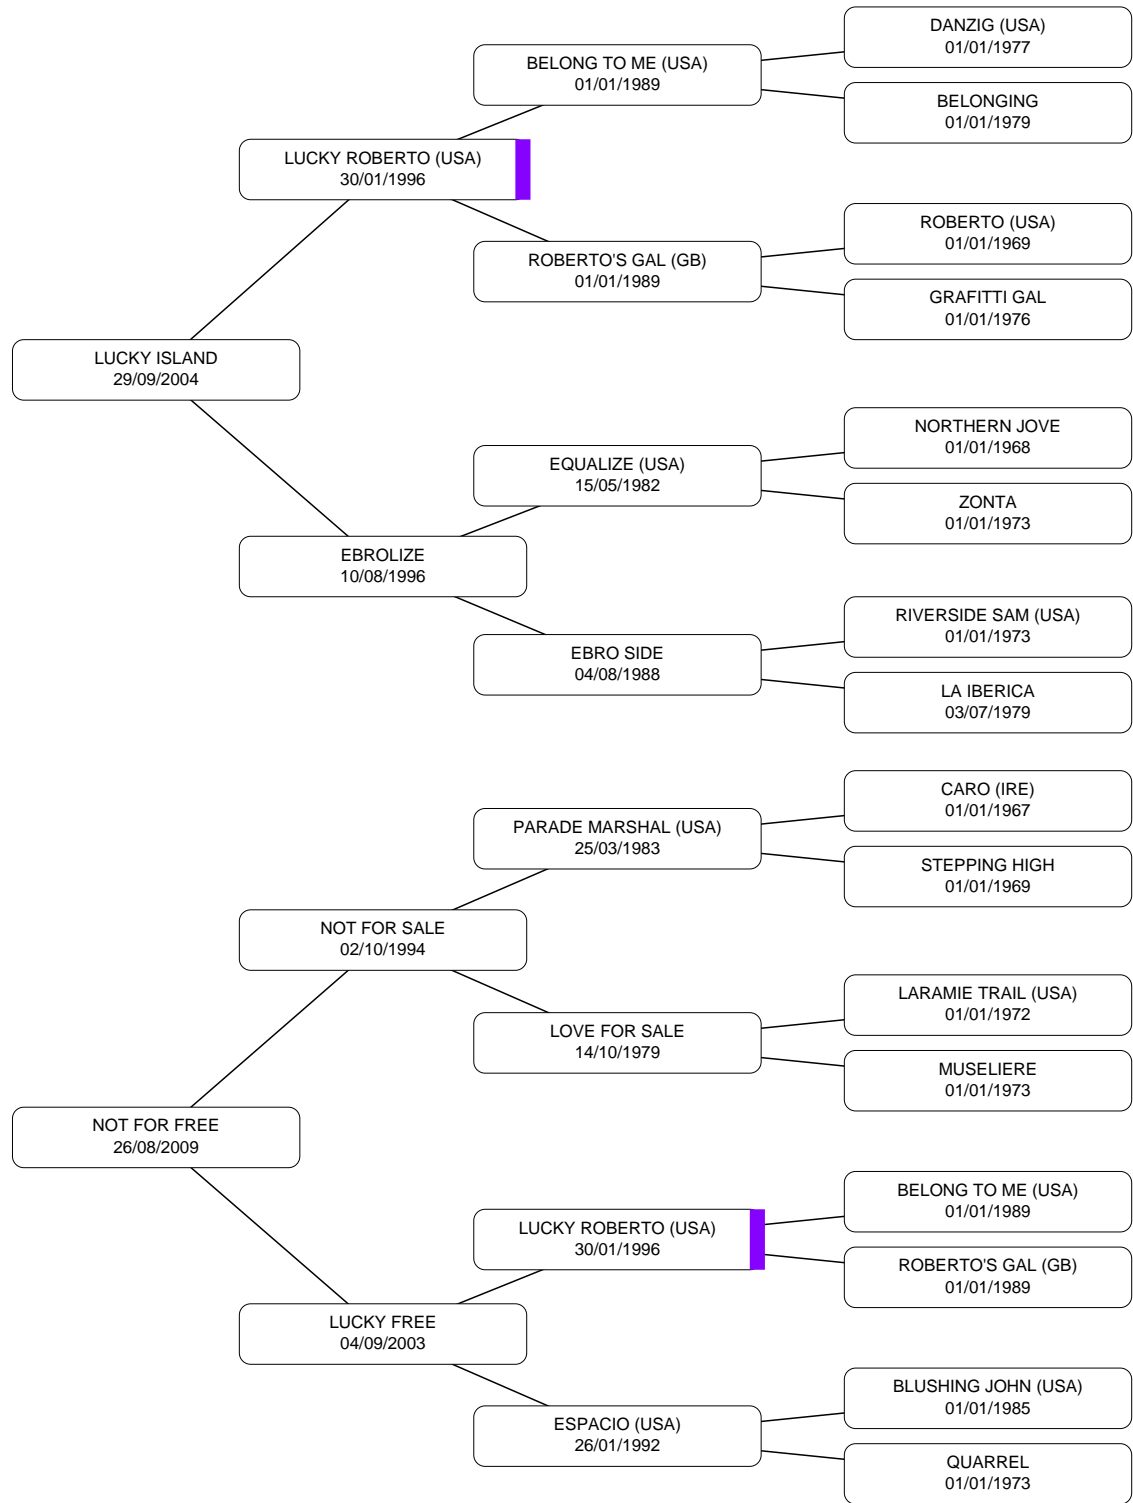 DANZIG (USA)
01/01/1977
BELONG TO ME (USA)
01/01/1989
BELONGING
01/01/1979
LUCKY ROBERTO (USA)
30/01/1996
ROBERTO (USA)
01/01/1969
ROBERTO'S GAL (GB)
01/01/1989
GRAFITTI GAL
01/01/1976
LUCKY ISLAND
29/09/2004
NORTHERN JOVE
01/01/1968
EQUALIZE (USA)
15/05/1982
ZONTA
01/01/1973
EBROLIZE
10/08/1996
RIVERSIDE SAM (USA)
01/01/1973
EBRO SIDE
04/08/1988
LA IBERICA
03/07/1979
CARO (IRE)
01/01/1967
PARADE MARSHAL (USA)
25/03/1983
STEPPING HIGH
01/01/1969
NOT FOR SALE
02/10/1994
LARAMIE TRAIL (USA)
01/01/1972
LOVE FOR SALE
14/10/1979
MUSELIERE
01/01/1973
NOT FOR FREE
26/08/2009
BELONG TO ME (USA)
01/01/1989
LUCKY ROBERTO (USA)
30/01/1996
ROBERTO'S GAL (GB)
01/01/1989
LUCKY FREE
04/09/2003
BLUSHING JOHN (USA)
01/01/1985
ESPACIO (USA)
26/01/1992
QUARREL
01/01/1973